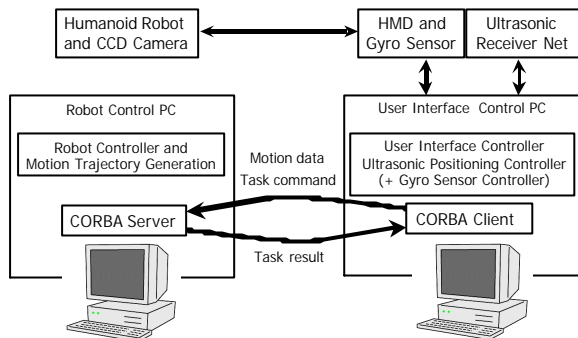 Humanoid Robot
and CCD Camera
HMD and
Gyro Sensor
Ultrasonic
Receiver Net
Robot Control PC
Robot Controller and
Motion Trajectory Generation
CORBA Server
Motion data
Task command
Task result
User Interface Control PC
User Interface Controller
Ultrasonic Positioning Controller
(+ Gyro Sensor Controller)
CORBA Client